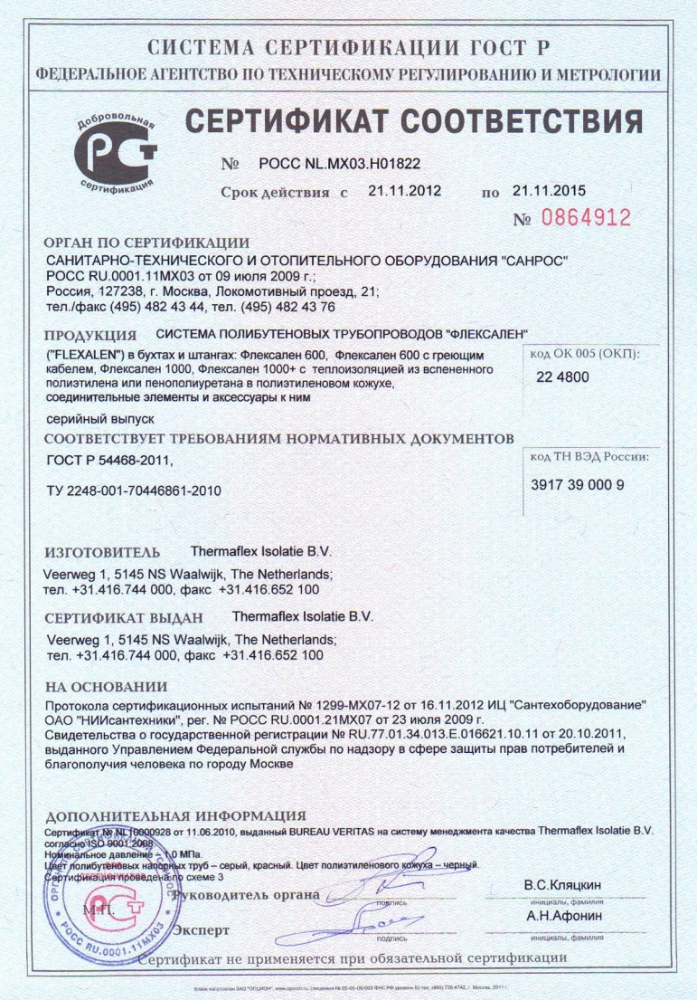 СИСТЕМА СЕРТИФИКАЦИИ ГОСТ Р
ФЕДЕРАЛЬНОЕ АГЕНТСТВО ПО ТЕХНИЧЕСКОМУ РЕГУЛИРОВАНИЮ И МЕТРОЛОГИИ
Добровольная
сертификация
СЕРТИФИКАТ СООТВЕТСТВИЯ
№ РОСС NL.МХ03.Н01822
Срок действия с 21.11.2012 по 21.11.2015
№ 0864912
ОРГАН ПО СЕРТИФИКАЦИИ
САНИТАРНО-ТЕХНИЧЕСКОГО И ОТОПИТЕЛЬНОГО ОБОРУДОВАНИЯ "САНРОС"
РОСС RU.0001.11МХ03 от 09 июля 2009 г.;
Россия, 127238, г. Москва, Локомотивный проезд, 21;
тел./факс (495) 482 43 44, тел. (495) 482 43 76
ПРОДУКЦИЯ СИСТЕМА ПОЛИБУТЕНОВЫХ ТРУБОПРОВОДОВ "ФЛЕКСАЛЕН"
("FLEXALEN") в бухтах и штангах: Флексален 600, Флексален 600 с греющим
кабелем, Флексален 1000, Флексален 1000+ с теплоизоляцией из вспененного
полиэтилена или пенополиуретана в полиэтиленовом кожухе,
соединительные элементы и аксессуары к ним
серийный выпуск
код ОК 005 (ОКП):
22 4800
СООТВЕТСТВУЕТ ТРЕБОВАНИЯМ НОРМАТИВНЫХ ДОКУМЕНТОВ
ГОСТ Р 54468-2011,
ТУ 2248-001-70446861-2010
код ТН ВЭД России:
3917 39 000 9
ИЗГОТОВИТЕЛЬ Thermaflex Isolatie B.V.
Veerweg 1, 5145 NS Waalwijk, The Netherlands;
тел. +31.416.744 000, факс +31.416.652 100
СЕРТИФИКАТ ВЫДАН Thermaflex Isolatie B.V.
Veerweg 1, 5145 NS Waalwijk, The Netherlands;
тел. +31.416.744 000, факс +31.416.652 100
НА ОСНОВАНИИ
Протокола сертификационных испытаний № 1299-МХ07-12 от 16.11.2012 ИЦ "Сантехоборудование"
ОАО "НИИсантехники", рег. № РОСС RU.0001.21МХ07 от 23 июля 2009 г.
Свидетельства о государственной регистрации № RU.77.01.34.013.Е.016621.10.11 от 20.10.2011,
выданного Управлением Федеральной службы по надзору в сфере защиты прав потребителей и
благополучия человека по городу Москве
ДОПОЛНИТЕЛЬНАЯ ИНФОРМАЦИЯ
Сертификат № NL10000928 от 11.06.2010, выданный BUREAU VERITAS на систему менеджмента качества Thermaflex Isolatie B.V.
согласно ISO 9001:2008
Номинальное давление – 1,0 МПа.
Цвет полибутеновых напорных труб – серый, красный. Цвет полиэтиленового кожуха – черный.
Сертификация проведена по схеме 3
Руководитель органа
подпись
В.С.Кляцкин
инициалы, фамилия
М.П.
Эксперт
подпись
А.Н.Афонин
инициалы, фамилия
РОСС RU.0001.11МХ03
Сертификат не применяется при обязательной сертификации